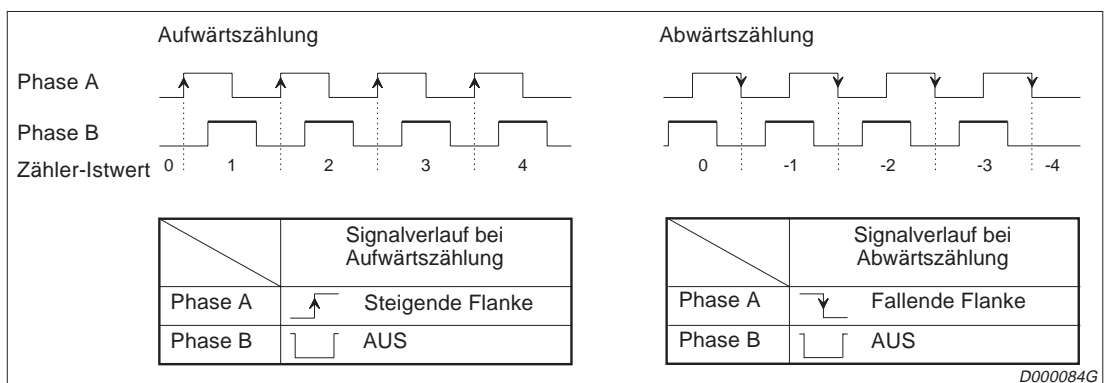 Aufwärtszählung
Phase A
Phase B
Zähler-Istwert 0 1 2 3 4
Signalverlauf bei
Aufwärtszählung
Phase A Steigende Flanke
Phase B AUS
Abwärtszählung
0 -1 -2 -3 -4
Signalverlauf bei
Abwärtszählung
Phase A Fallende Flanke
Phase B AUS
D000084G